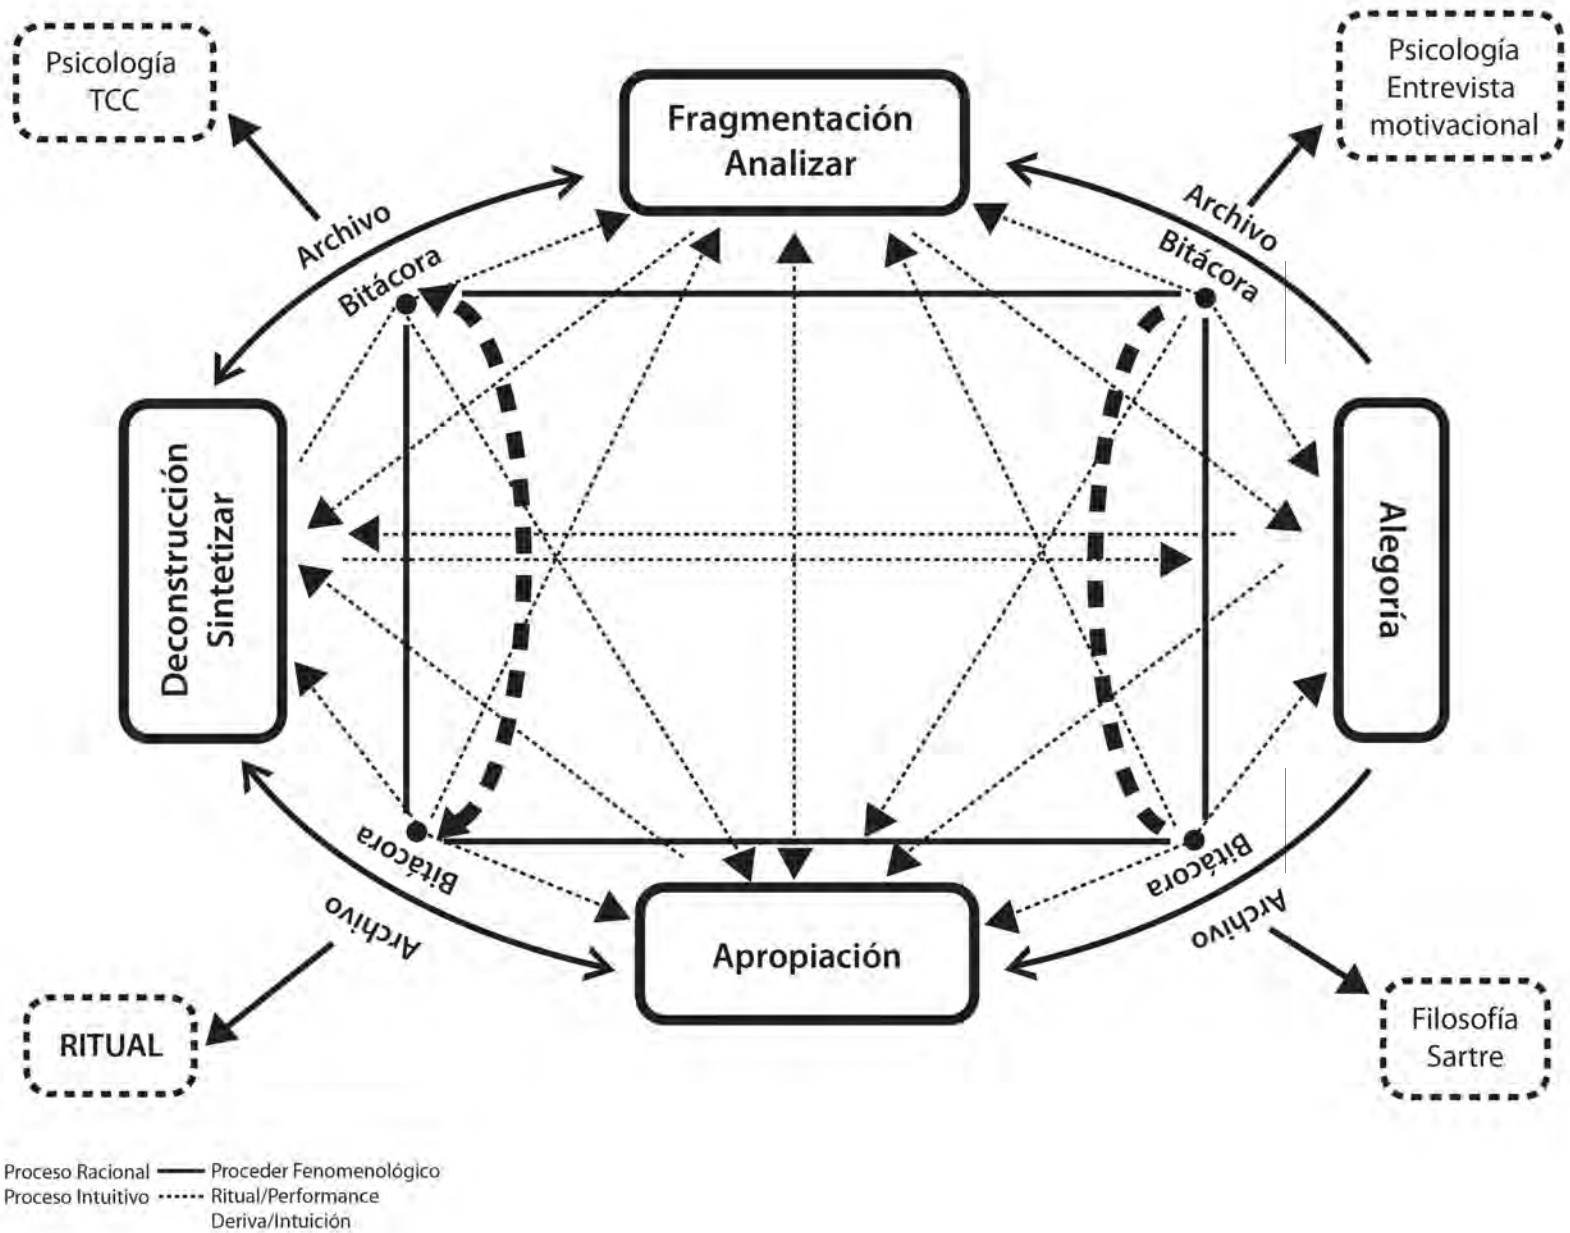 Psicología
TCC
Psicología
Entrevista
motivacional
Fragmentación
Analizar
Archivo
Bitácora
Archivo
Bitácora
Deconstrucción
Sintetizar
Alegoría
Bitácora
Archivo
Bitácora
Archivo
Apropiación
RITUAL
Filosofía
Sartre
Proceso Racional Proceder Fenomenológico
Proceso Intuitivo Ritual/Performance
Deriva/Intuición